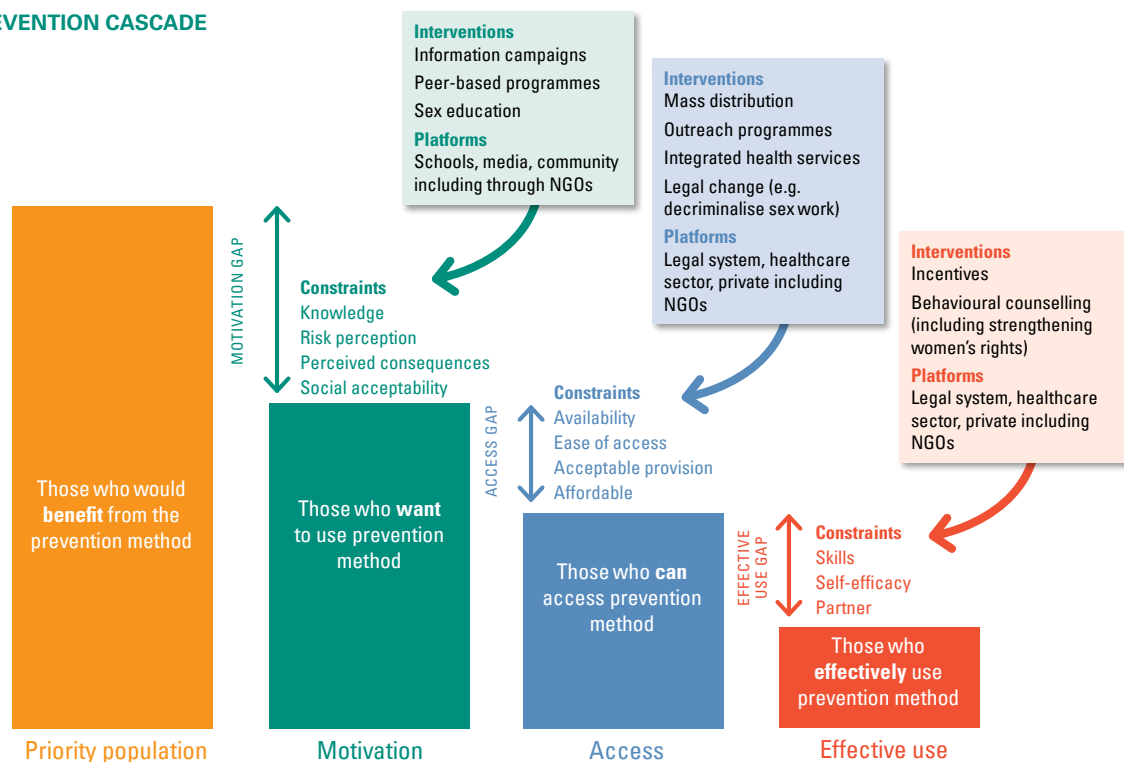 EVENTION CASCADE
Interventions
Information campaigns
Peer-based programmes
Sex education
Platforms
Schools, media, community
including through NGOs
Interventions
Mass distribution
Outreach programmes
Integrated health services
Legal change (e.g.
decriminalise sex work)
Platforms
Legal system, healthcare
sector, private including
NGOs
Interventions
Incentives
Behavioural counselling
(including strengthening
women's rights)
Platforms
Legal system, healthcare
sector, private including
NGOs
MOTIVATION GAP
Constraints
Knowledge
Risk perception
Perceived consequences
Social acceptability
ACCESS GAP
Constraints
Availability
Ease of access
Acceptable provision
Affordable
EFFECTIVE
USE GAP
Constraints
Skills
Self-efficacy
Partner
Those who would
benefit from the
prevention method
Those who want
to use prevention
method
Those who can
access prevention
method
Those who
effectively use
prevention method
Priority population
Motivation
Access
Effective use